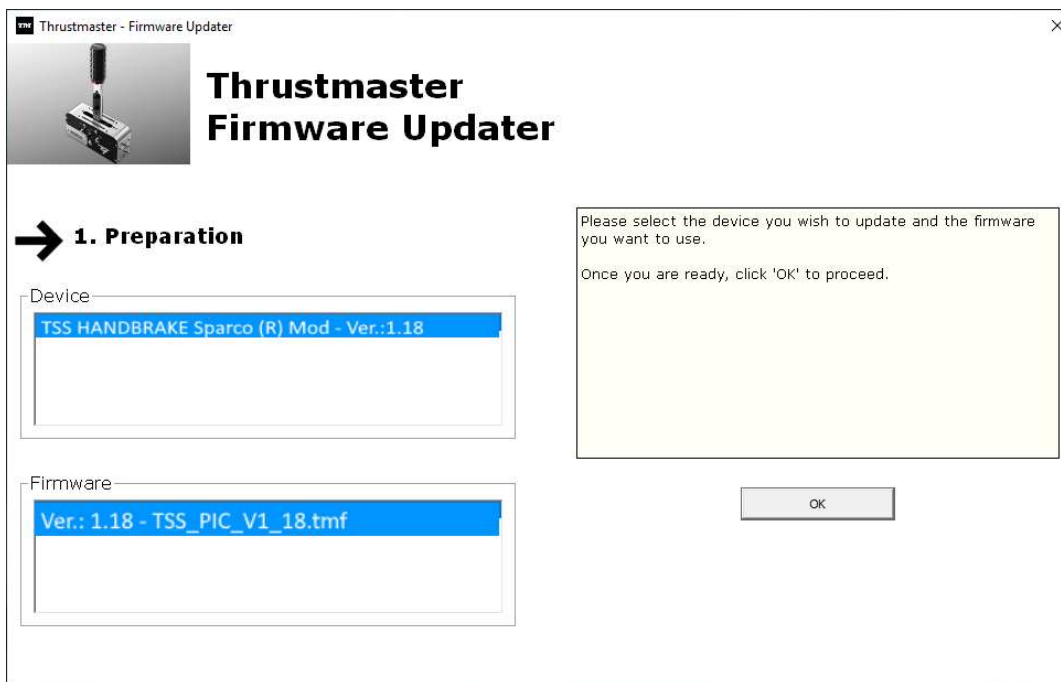 Thrustmaster - Firmware Updater
Thrustmaster
Firmware Updater
1. Preparation
Please select the device you wish to update and the firmware
you want to use.
Once you are ready, click 'OK' to proceed.
Device
TSS HANDBRAKE Sparco (R) Mod - Ver.:1.18
Firmware
Ver.: 1.18 - TSS_PIC_V1_18.tmf
OK